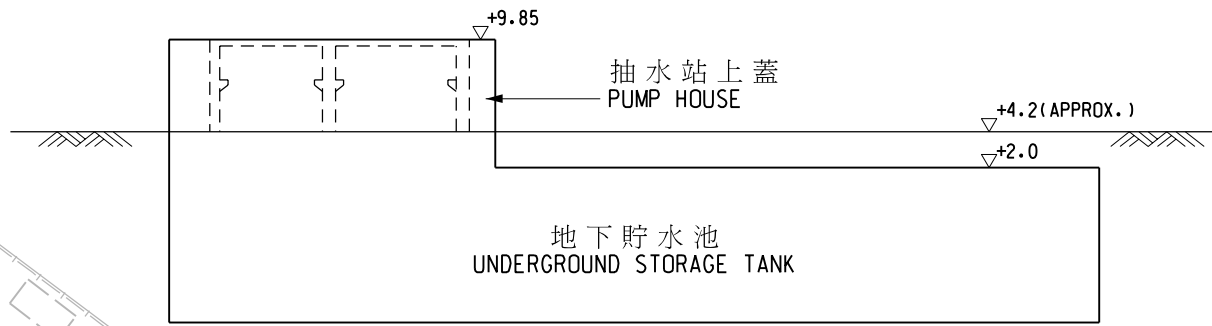 +9.85
抽水站上蓋
PUMP HOUSE
+4.2(APPROX.)
+2.0
地下貯水池
UNDERGROUND STORAGE TANK